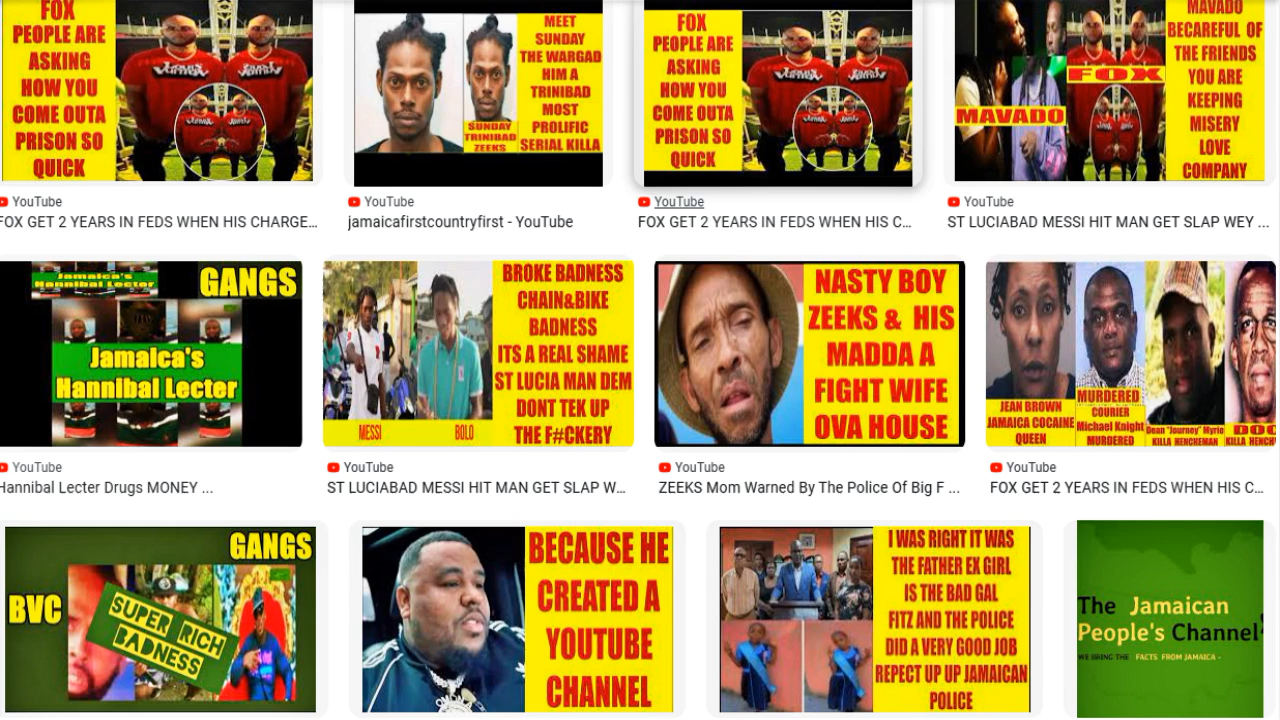 FOX
PEOPLE ARE
ASKING
HOW YOU
COME OUTA
PRISON SO
QUICK
YouTube
FOX GET 2 YEARS IN FEDS WHEN HIS CHARGE...
SUNDAY
TRINIBAD
ZEEKS
MEET
SUNDAY
THE WARGAD
HIM A
TRINIBAD
MOST
PROLIFIC
SERIAL KILLA
YouTube
jamaicafirstcountryfirst - YouTube
FOX
PEOPLE ARE
ASKING
HOW YOU
COME OUTA
PRISON SO
QUICK
YouTube
FOX GET 2 YEARS IN FEDS WHEN HIS C...
MAVADO
FOX
MAVADO
BECAREFUL OF
THE FRIENDS
YOU ARE
KEEPING
MISERY
LOVE
COMPANY
YouTube
ST LUCIABAD MESSI HIT MAN GET SLAP WEY ...
Jamaica's
Hannibal Lecter
GANGS
Jamaica's
Hannibal Lecter
YouTube
Hannibal Lecter Drugs MONEY ...
MESSI
BOLO
BROKE BADNESS
CHAIN&BIKE
BADNESS
ITS A REAL SHAME
ST LUCIA MAN DEM
DONT TEK UP
THE F#CKERY
YouTube
ST LUCIABAD MESSI HIT MAN GET SLAP W...
NASTY BOY
ZEEKS & HIS
MADDA A
FIGHT WIFE
OVA HOUSE
YouTube
ZEEKS Mom Warned By The Police Of Big F ...
JEAN BROWN
JAMAICA COCAINE
QUEEN
MURDERED
COURIER
Michael Knight
MURDERED
Dean "Journey" Myrie
KILLA HENCHEMAN
DOG
KILLA HENCH
YouTube
FOX GET 2 YEARS IN FEDS WHEN HIS C...
GANGS
BVC
SUPER RICH
BADNESS
BECAUSE HE
CREATED A
YOUTUBE
CHANNEL
I WAS RIGHT IT WAS
THE FATHER EX GIRL
IS THE BAD GAL
FITZ AND THE POLICE
DID A VERY GOOD JOB
REPECT UP UP JAMAICAN
POLICE
The Jamaican
People's Channel
WE BRING THE FACTS FROM JAMAICA -